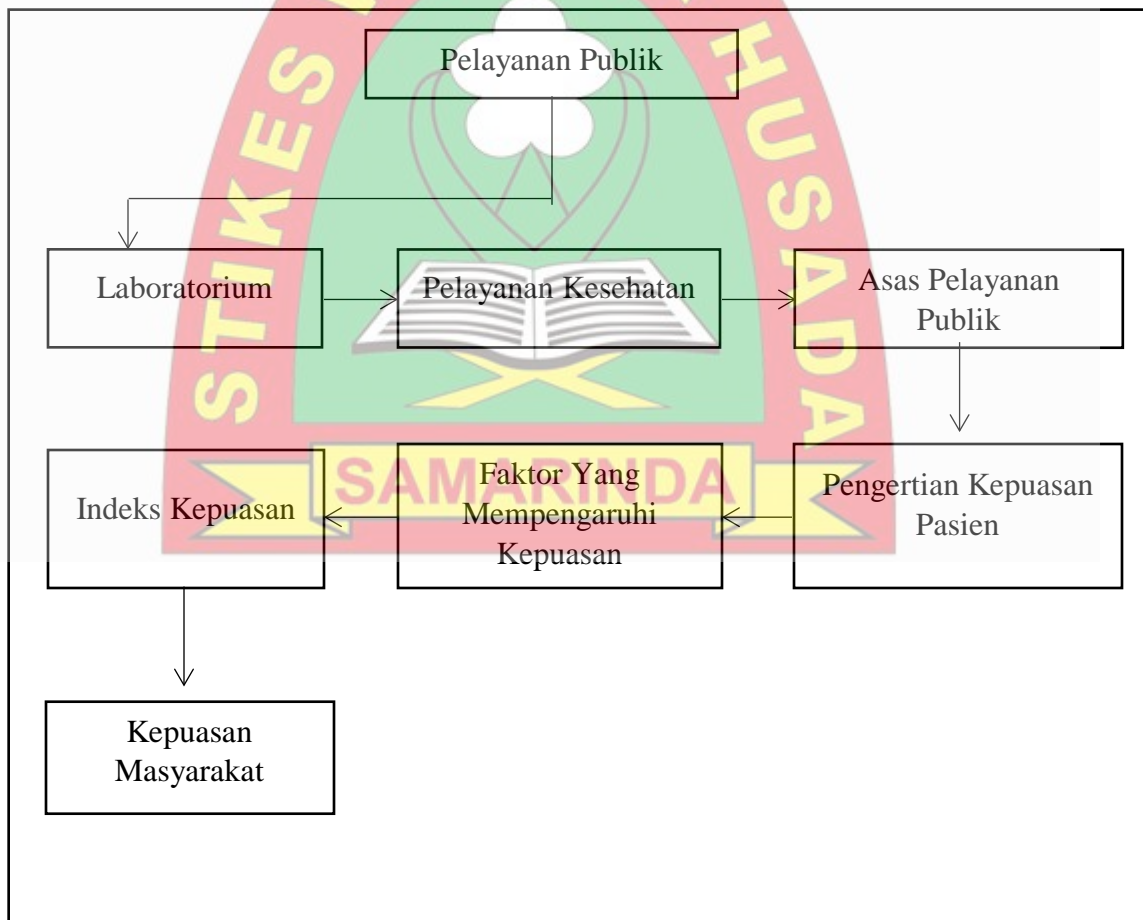 Pelayanan Publik
Laboratorium
Pelayanan Kesehatan
Asas Pelayanan
Publik
Indeks Kepuasan
Faktor Yang
Mempengaruhi
Kepuasan
Pengertian Kepuasan
Pasien
Kepuasan
Masyarakat
STIKES
HUSADA
SAMARINDA